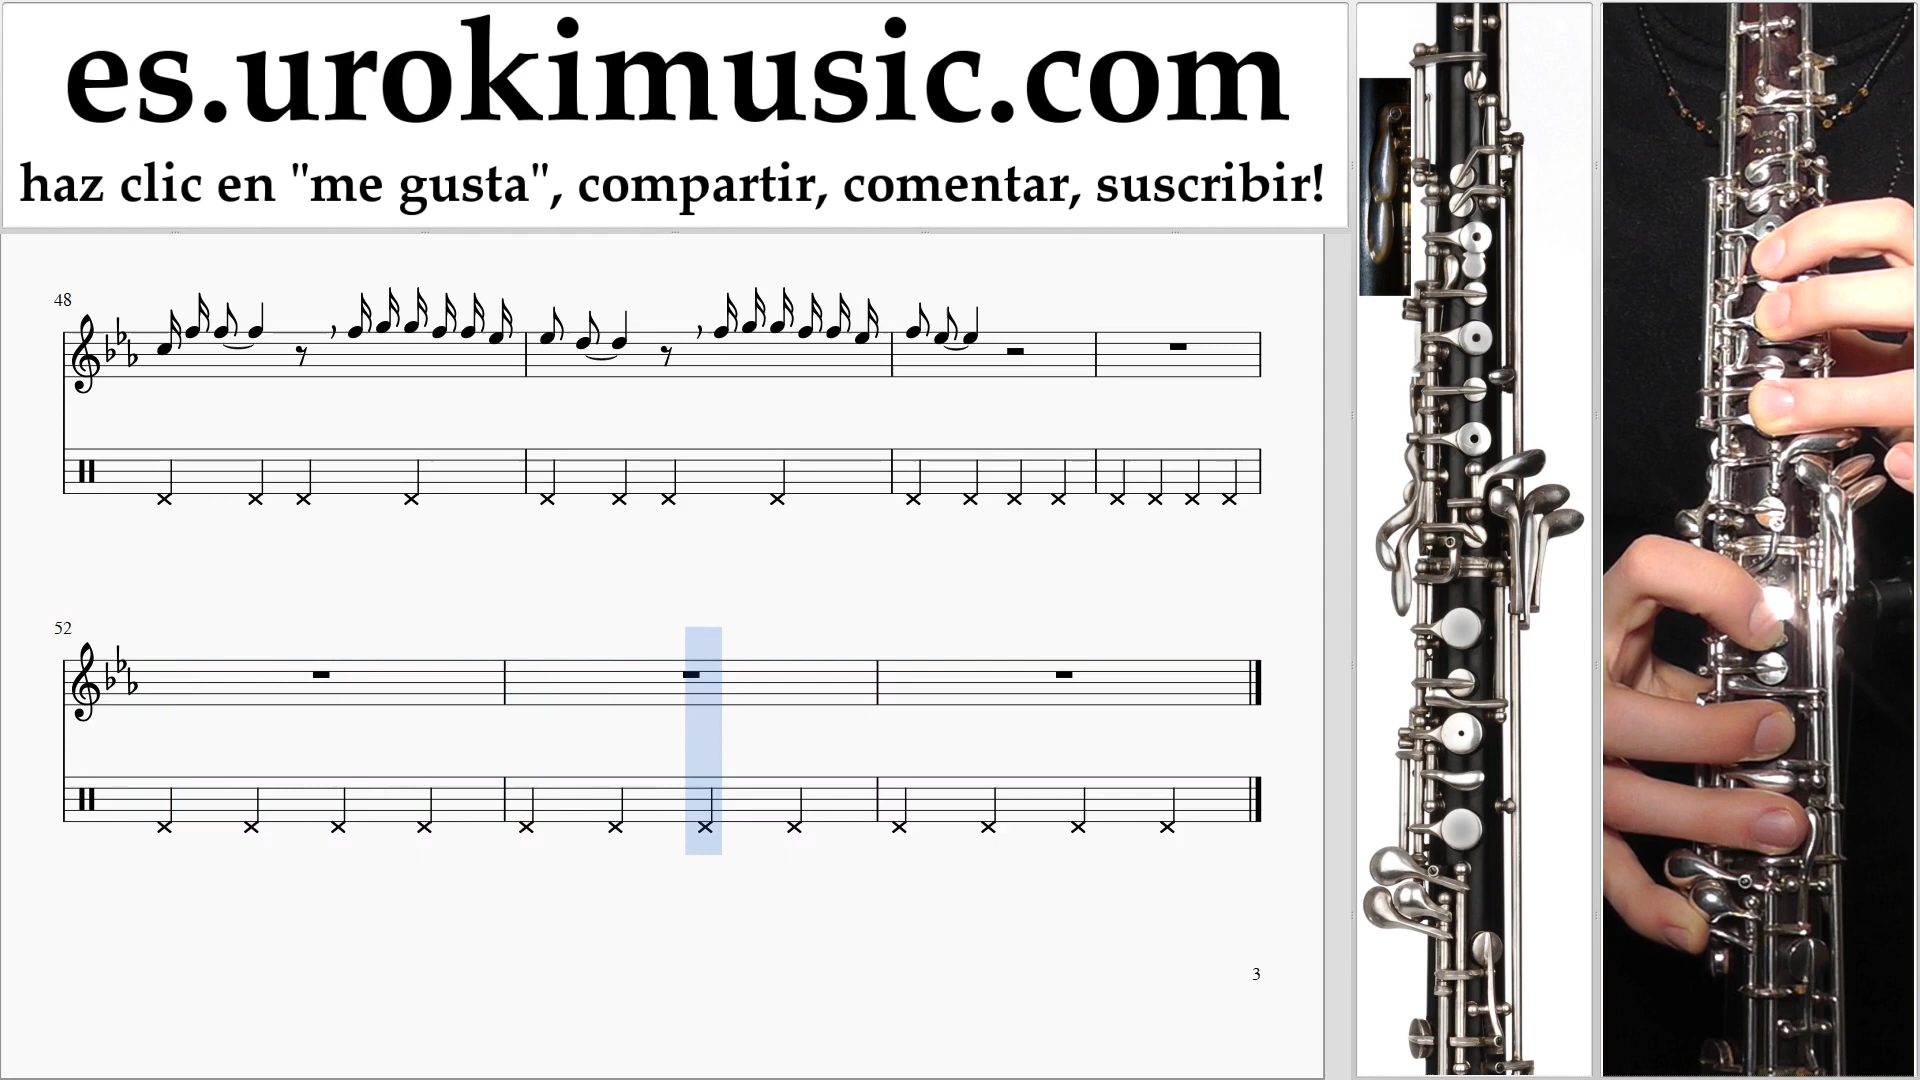 es.urokimusic.com
haz clic en "me gusta", compartir, comentar, suscribir!
48
52
3